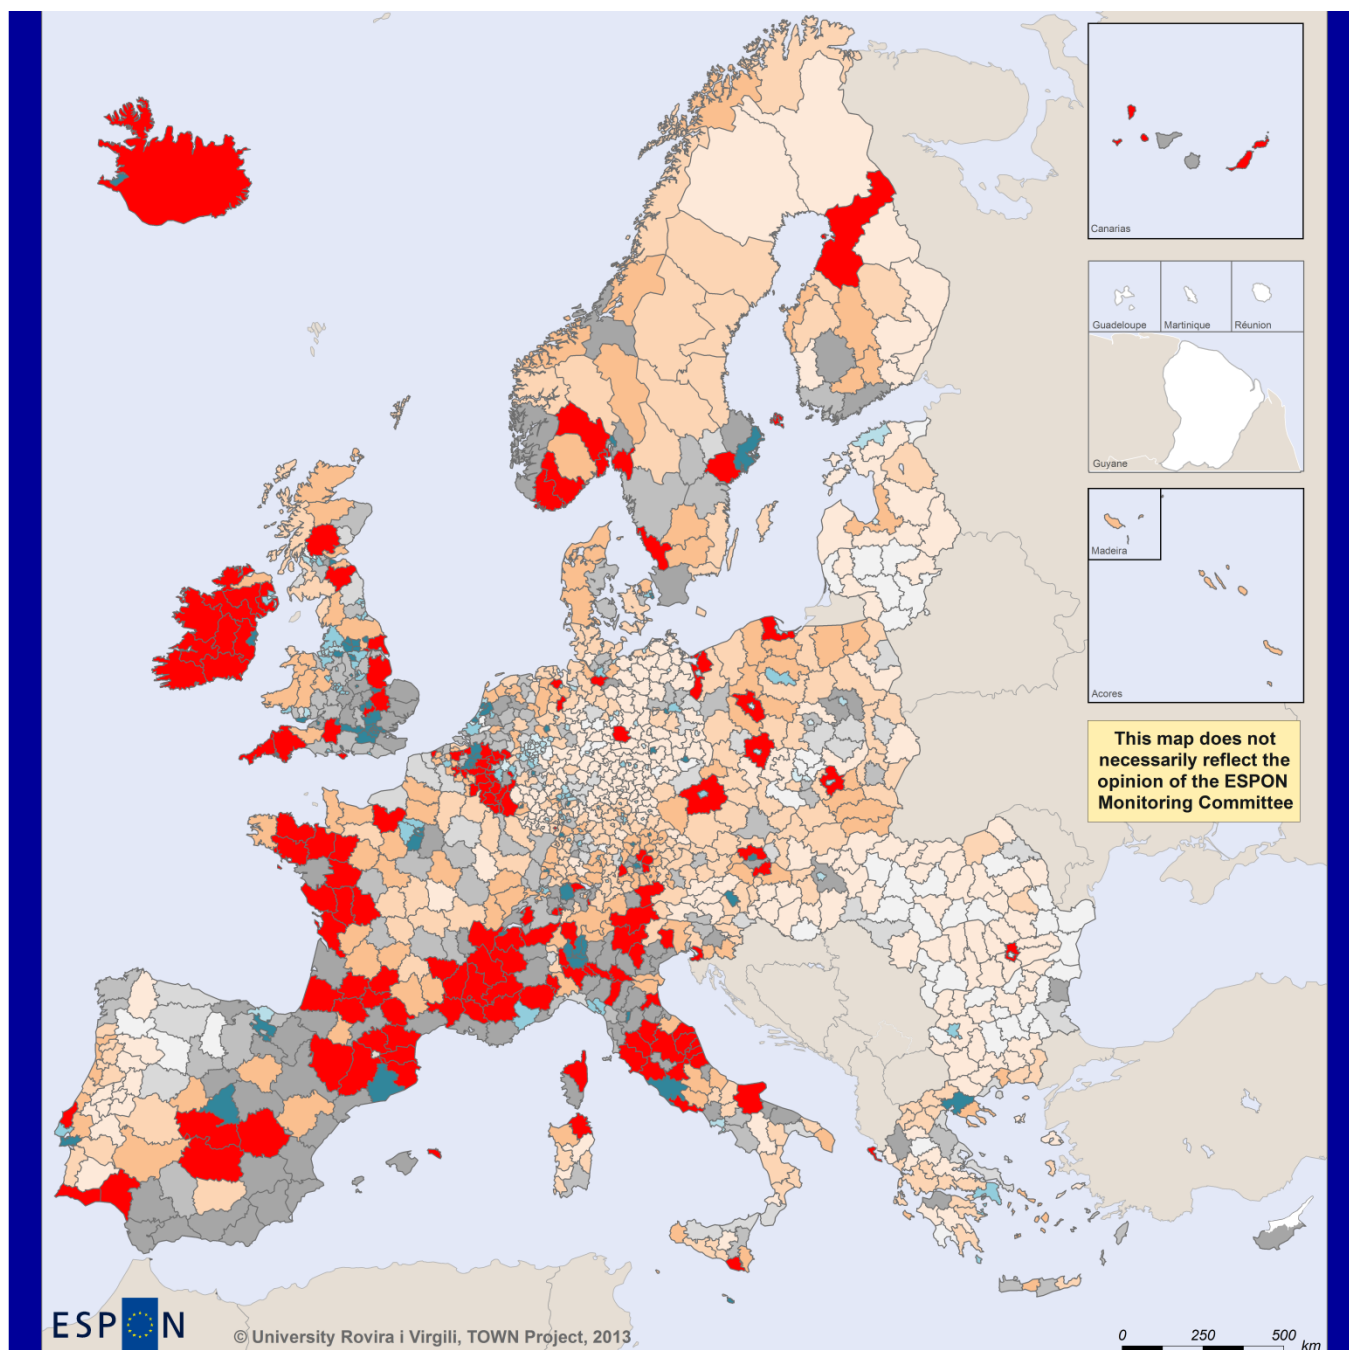 Canarias
Guadeloupe
Martinique
Réunion
Guyane
Madeira
Acores
This map does not
necessarily reflect the
opinion of the ESPON
Monitoring Committee
ESPON
© University Rovira i Virgili, TOWN Project, 2013
0 250 500
km